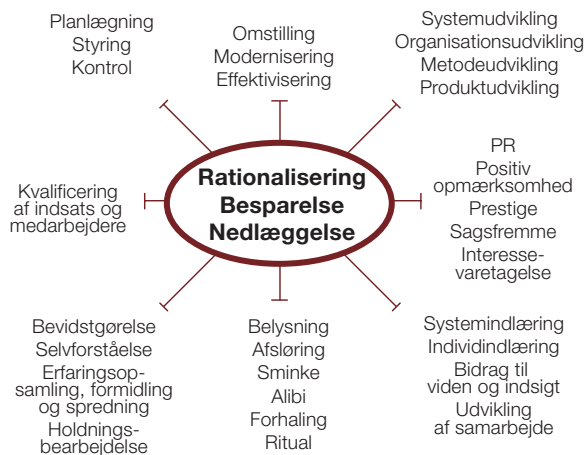 Planlægning
Styring
Kontrol
Omstilling
Modernisering
Effektivisering
Systemudvikling
Organisationsudvikling
Metodeudvikling
Produktudvikling
Kvalificering
af indsats og
medarbejdere
Rationalisering
Besparelse
Nedlæggelse
PR
Positiv
opmærksomhed
Prestige
Sagsfremme
Interesse-
varetagelse
Bevidstgørelse
Selvforståelse
Erfaringsop-
samling, formidling
og spredning
Holdnings-
bearbejdelse
Belysning
Afsløring
Sminke
Alibi
Forhaling
Ritual
Systemindlæring
Individindlæring
Bidrag til
viden og indsigt
Udvikling
af samarbejde